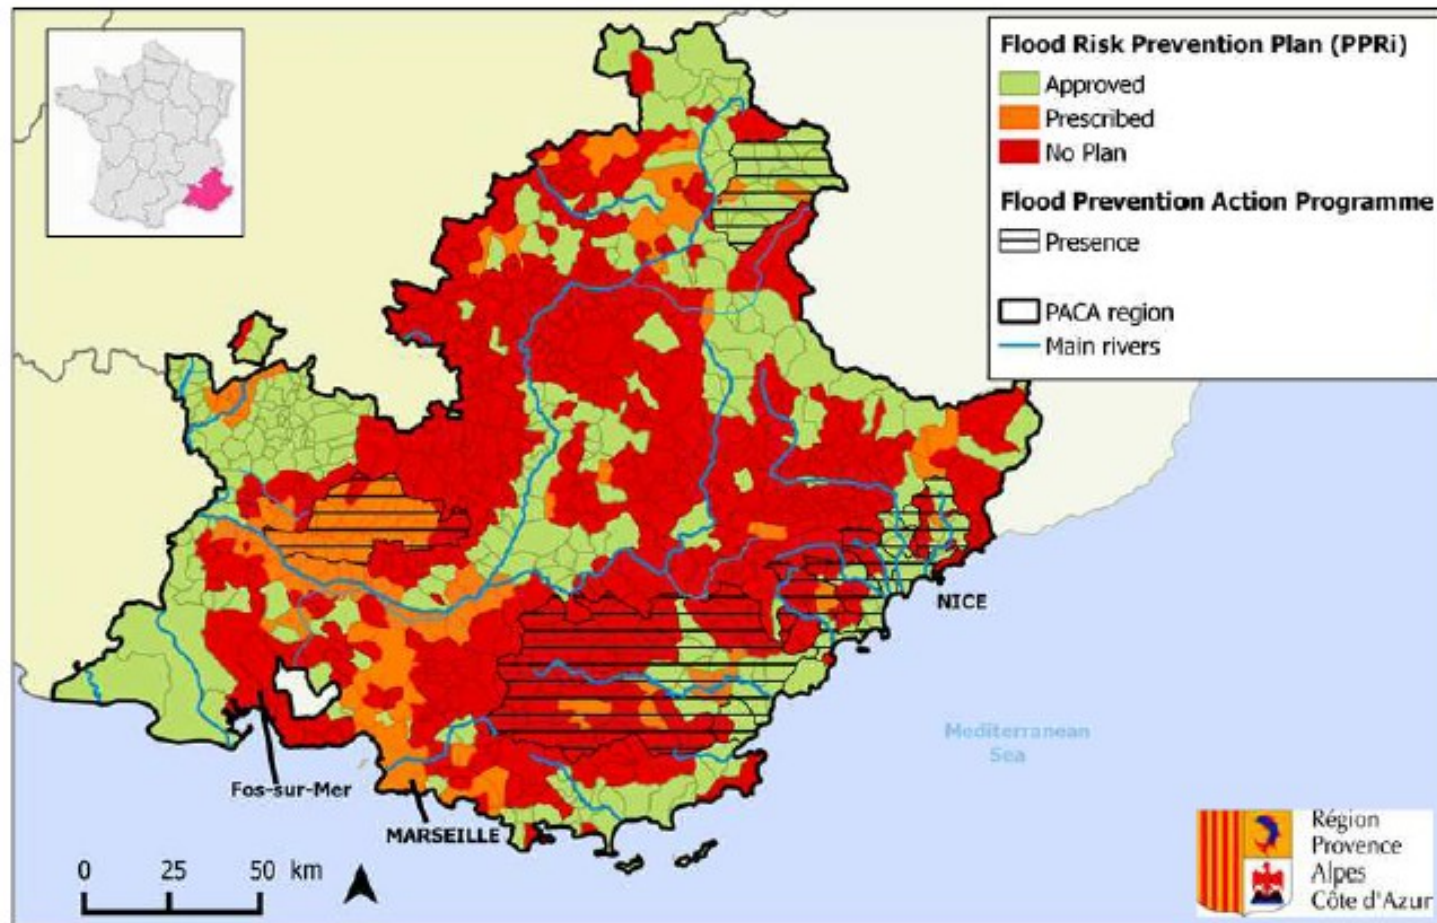 Flood Risk Prevention Plan (PPRi)
Approved
Prescribed
No Plan
Flood Prevention Action Programme
Presence
PACA region
Main rivers
NICE
Mediterranean
Sea
Fos-sur-Mer
MARSEILLE
0 25 50 km
Région
Provence
Alpes
Côte d'Azur